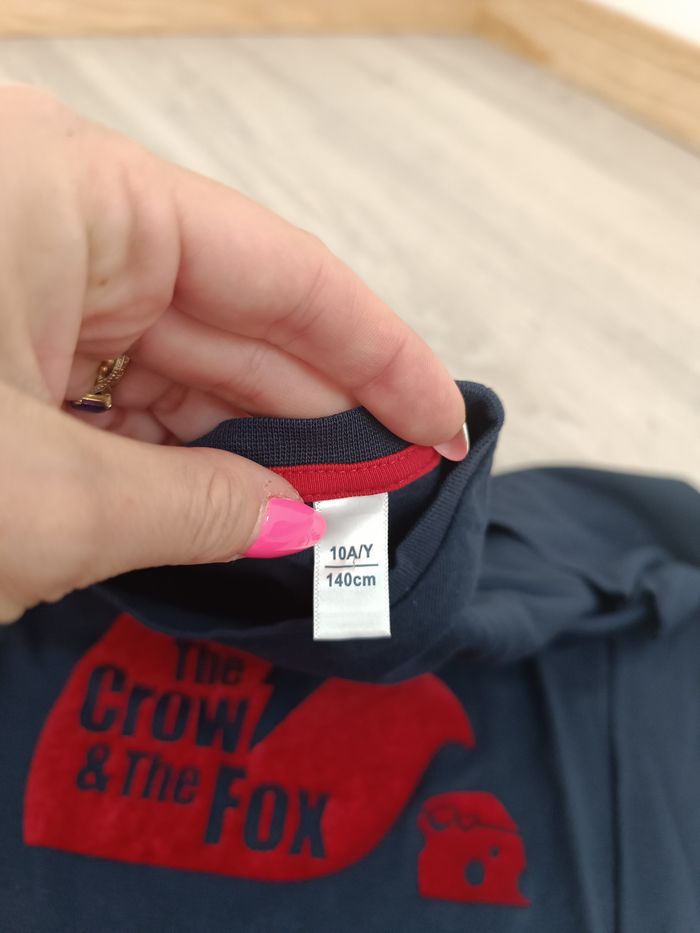 10A/Y
140cm
The
Crow
& The Fox